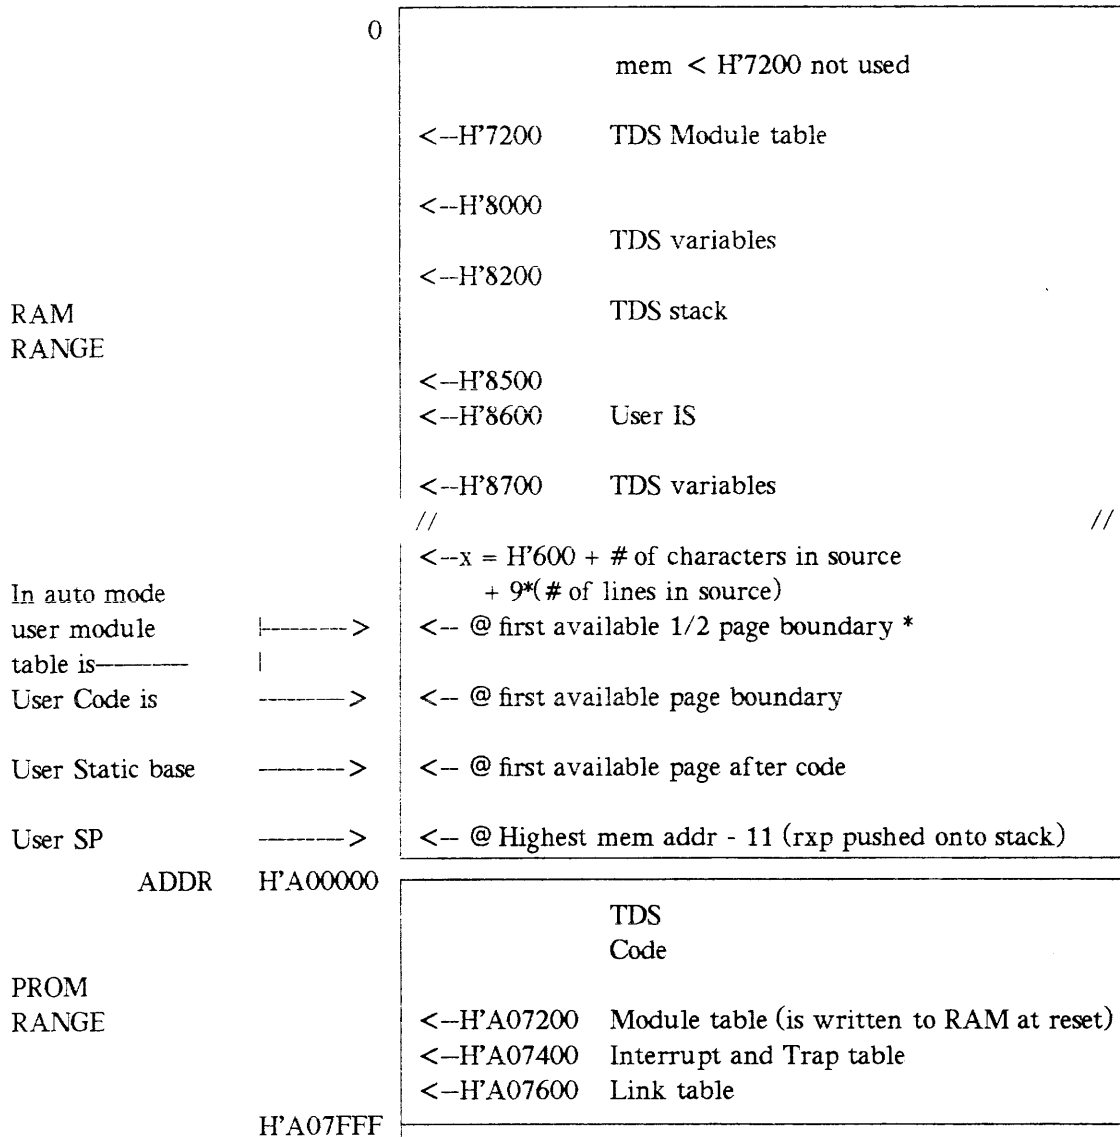 0
mem < H'7200 not used
<--H'7200 TDS Module table
<--H'8000
TDS variables
<--H'8200
RAM TDS stack
RANGE
<--H'8500
<--H'8600 User IS
<--H'8700 TDS variables
// //
<--x = H'600 + # of characters in source
In auto mode + 9*(# of lines in source)
user module |-------> <-- @ first available 1/2 page boundary *
table is------- |
User Code is -------> <-- @ first available page boundary
User Static base -------> <-- @ first available page after code
User SP -------> <-- @ Highest mem addr - 11 (rxp pushed onto stack)
ADDR H'A00000
TDS
Code
PROM
RANGE <--H'A07200 Module table (is written to RAM at reset)
<--H'A07400 Interrupt and Trap table
<--H'A07600 Link table
H'A07FFF